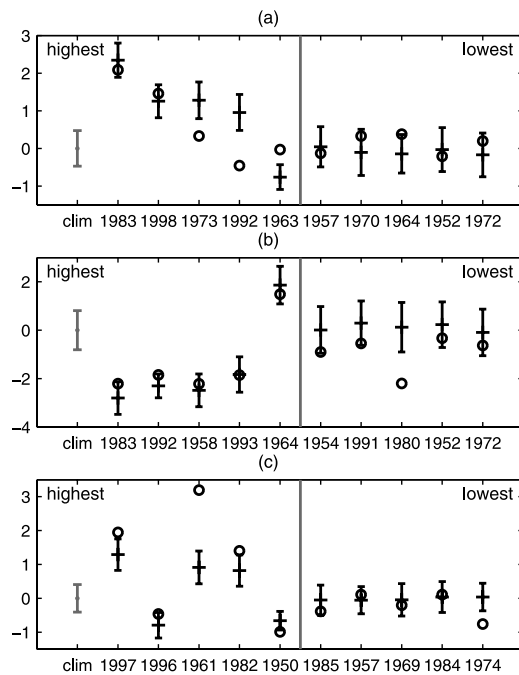 (a)
highest lowest
3
2
1
0
−1
clim 1983 1998 1973 1992 1963 1957 1970 1964 1952 1972
(b)
highest lowest
2
0
−2
−4
clim 1983 1992 1958 1993 1964 1954 1991 1980 1952 1972
(c)
highest lowest
3
2
1
0
−1
clim 1997 1996 1961 1982 1950 1985 1957 1969 1984 1974